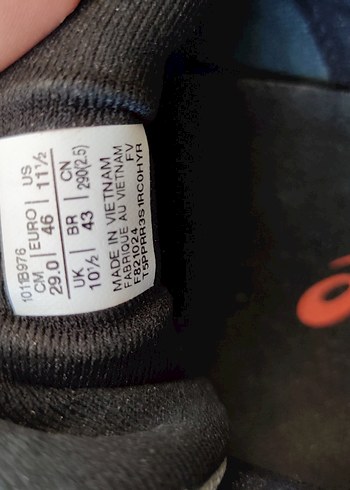 1011B976
CM EURO US
29.0 46 11½
UK BR CN
10½ 43 290(2.5)
MADE IN VIETNAM
FABRIQUE AU VIETNAM
F821024 FV
T5PPRR3S1RC0HYR